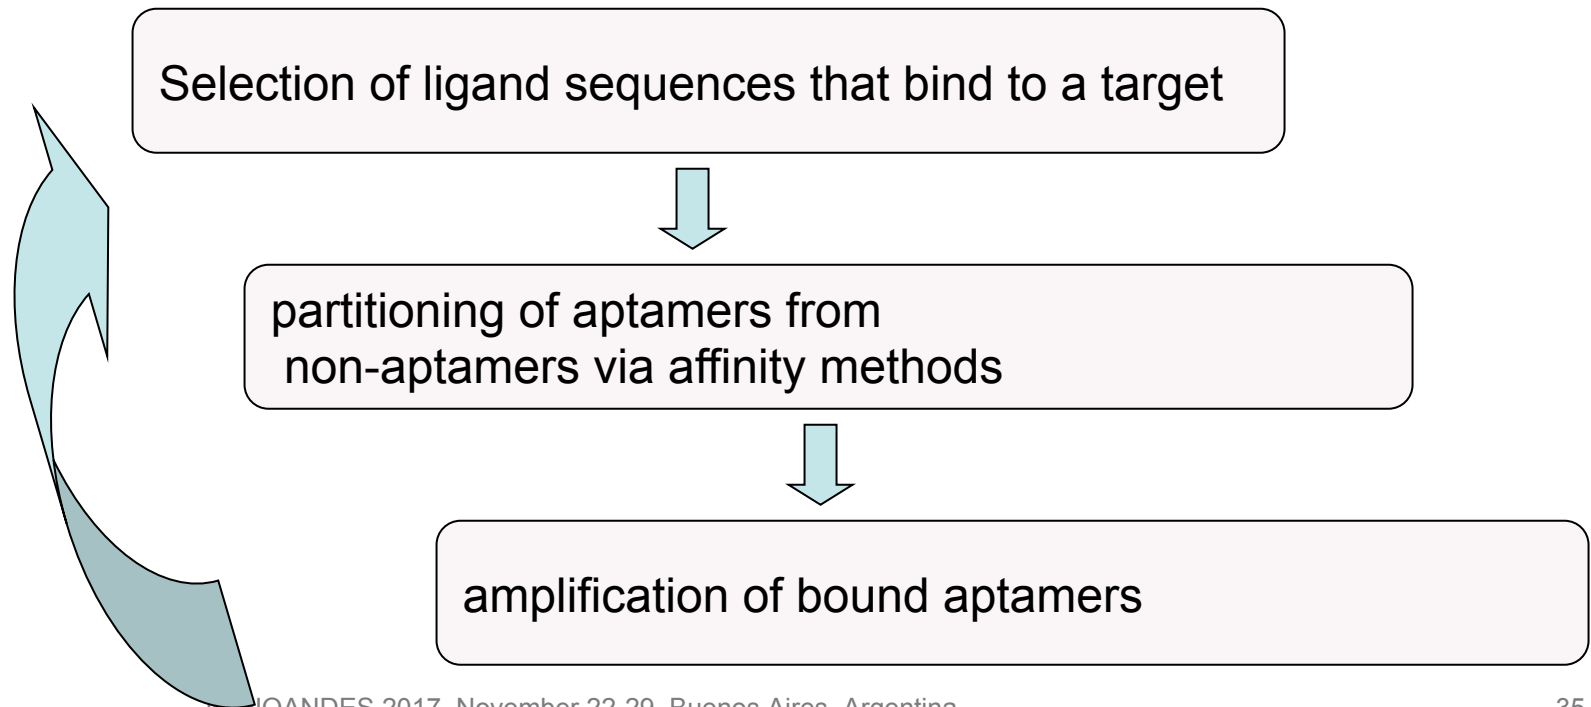 Selection of ligand sequences that bind to a target
partitioning of aptamers from
non-aptamers via affinity methods
amplification of bound aptamers
2017, November 22-29, Buenos Aires, Argentina 35